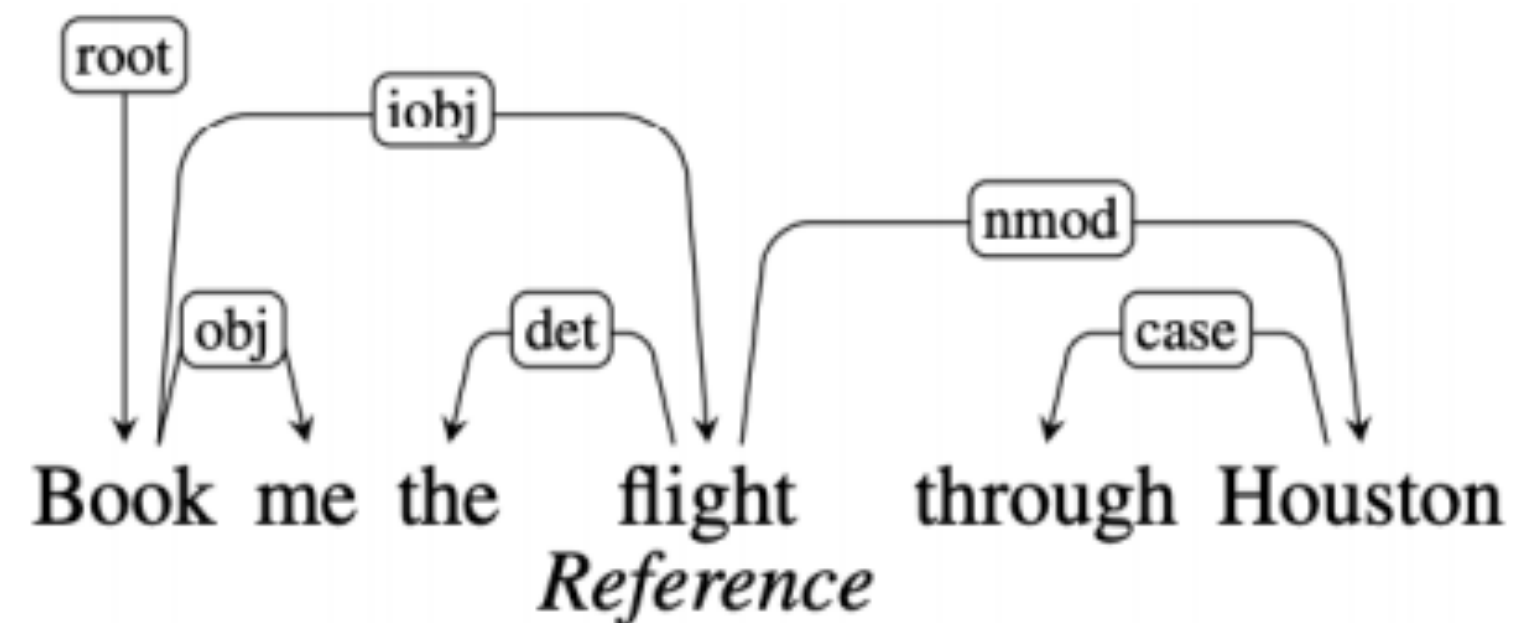 root
iobj
nmod
obj det case
Book me the flight through Houston
Reference